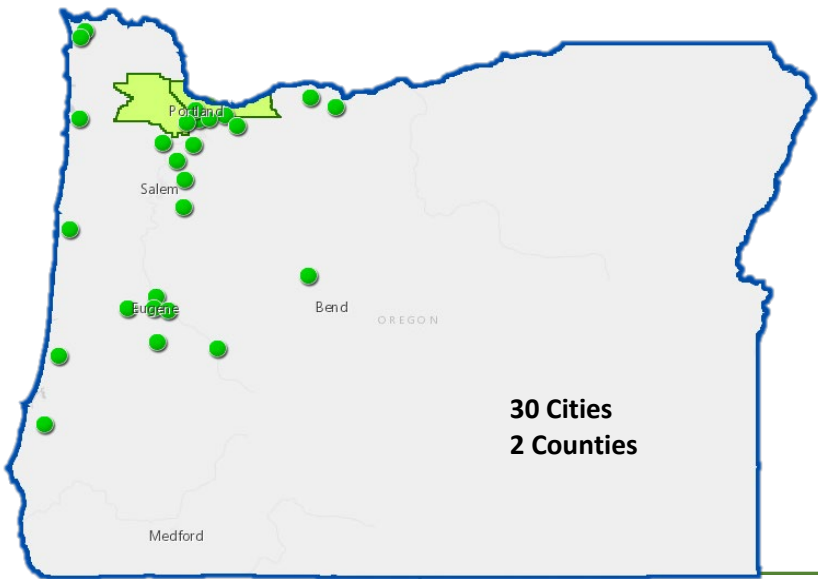 Portland
Salem
Eugene
Bend
OREGON
30 Cities
2 Counties
Medford